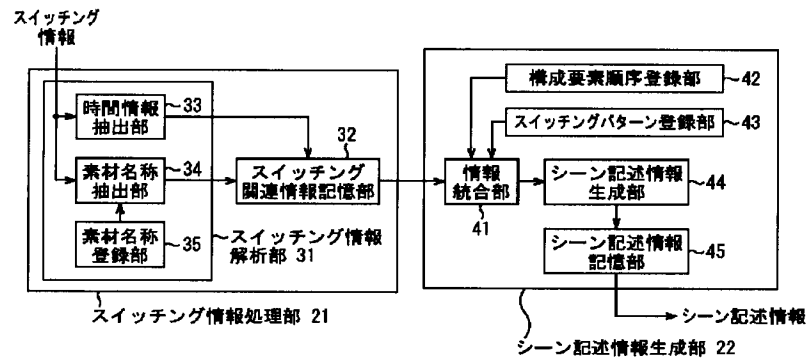 スイッチング
情報
時間情報
抽出部
33
素材名称
抽出部
34
素材名称
登録部
35
スイッチング情報
解析部 31
32
スイッチング
関連情報記憶部
スイッチング情報処理部 21
構成要素順序登録部
42
スイッチングパターン登録部
43
情報
統合部
41
シーン記述情報
生成部
44
シーン記述情報
記憶部
45
シーン記述情報
シーン記述情報生成部 22